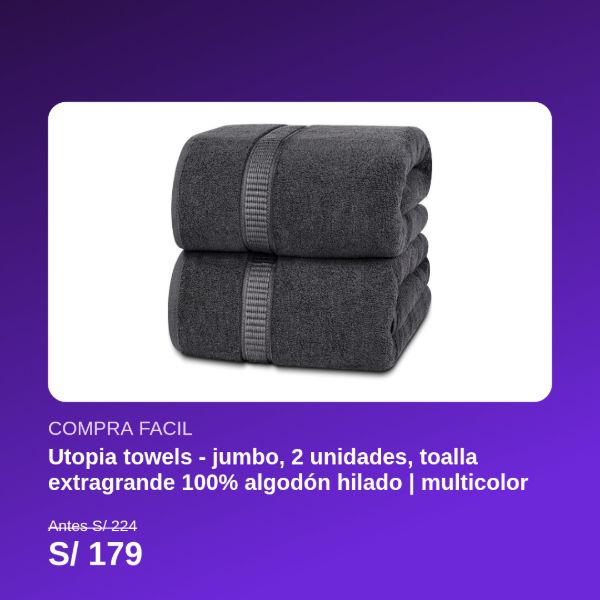 COMPRA FACIL
Utopia towels - jumbo, 2 unidades, toalla
extragrande 100% algodón hilado | multicolor
Antes S/ 224
S/ 179